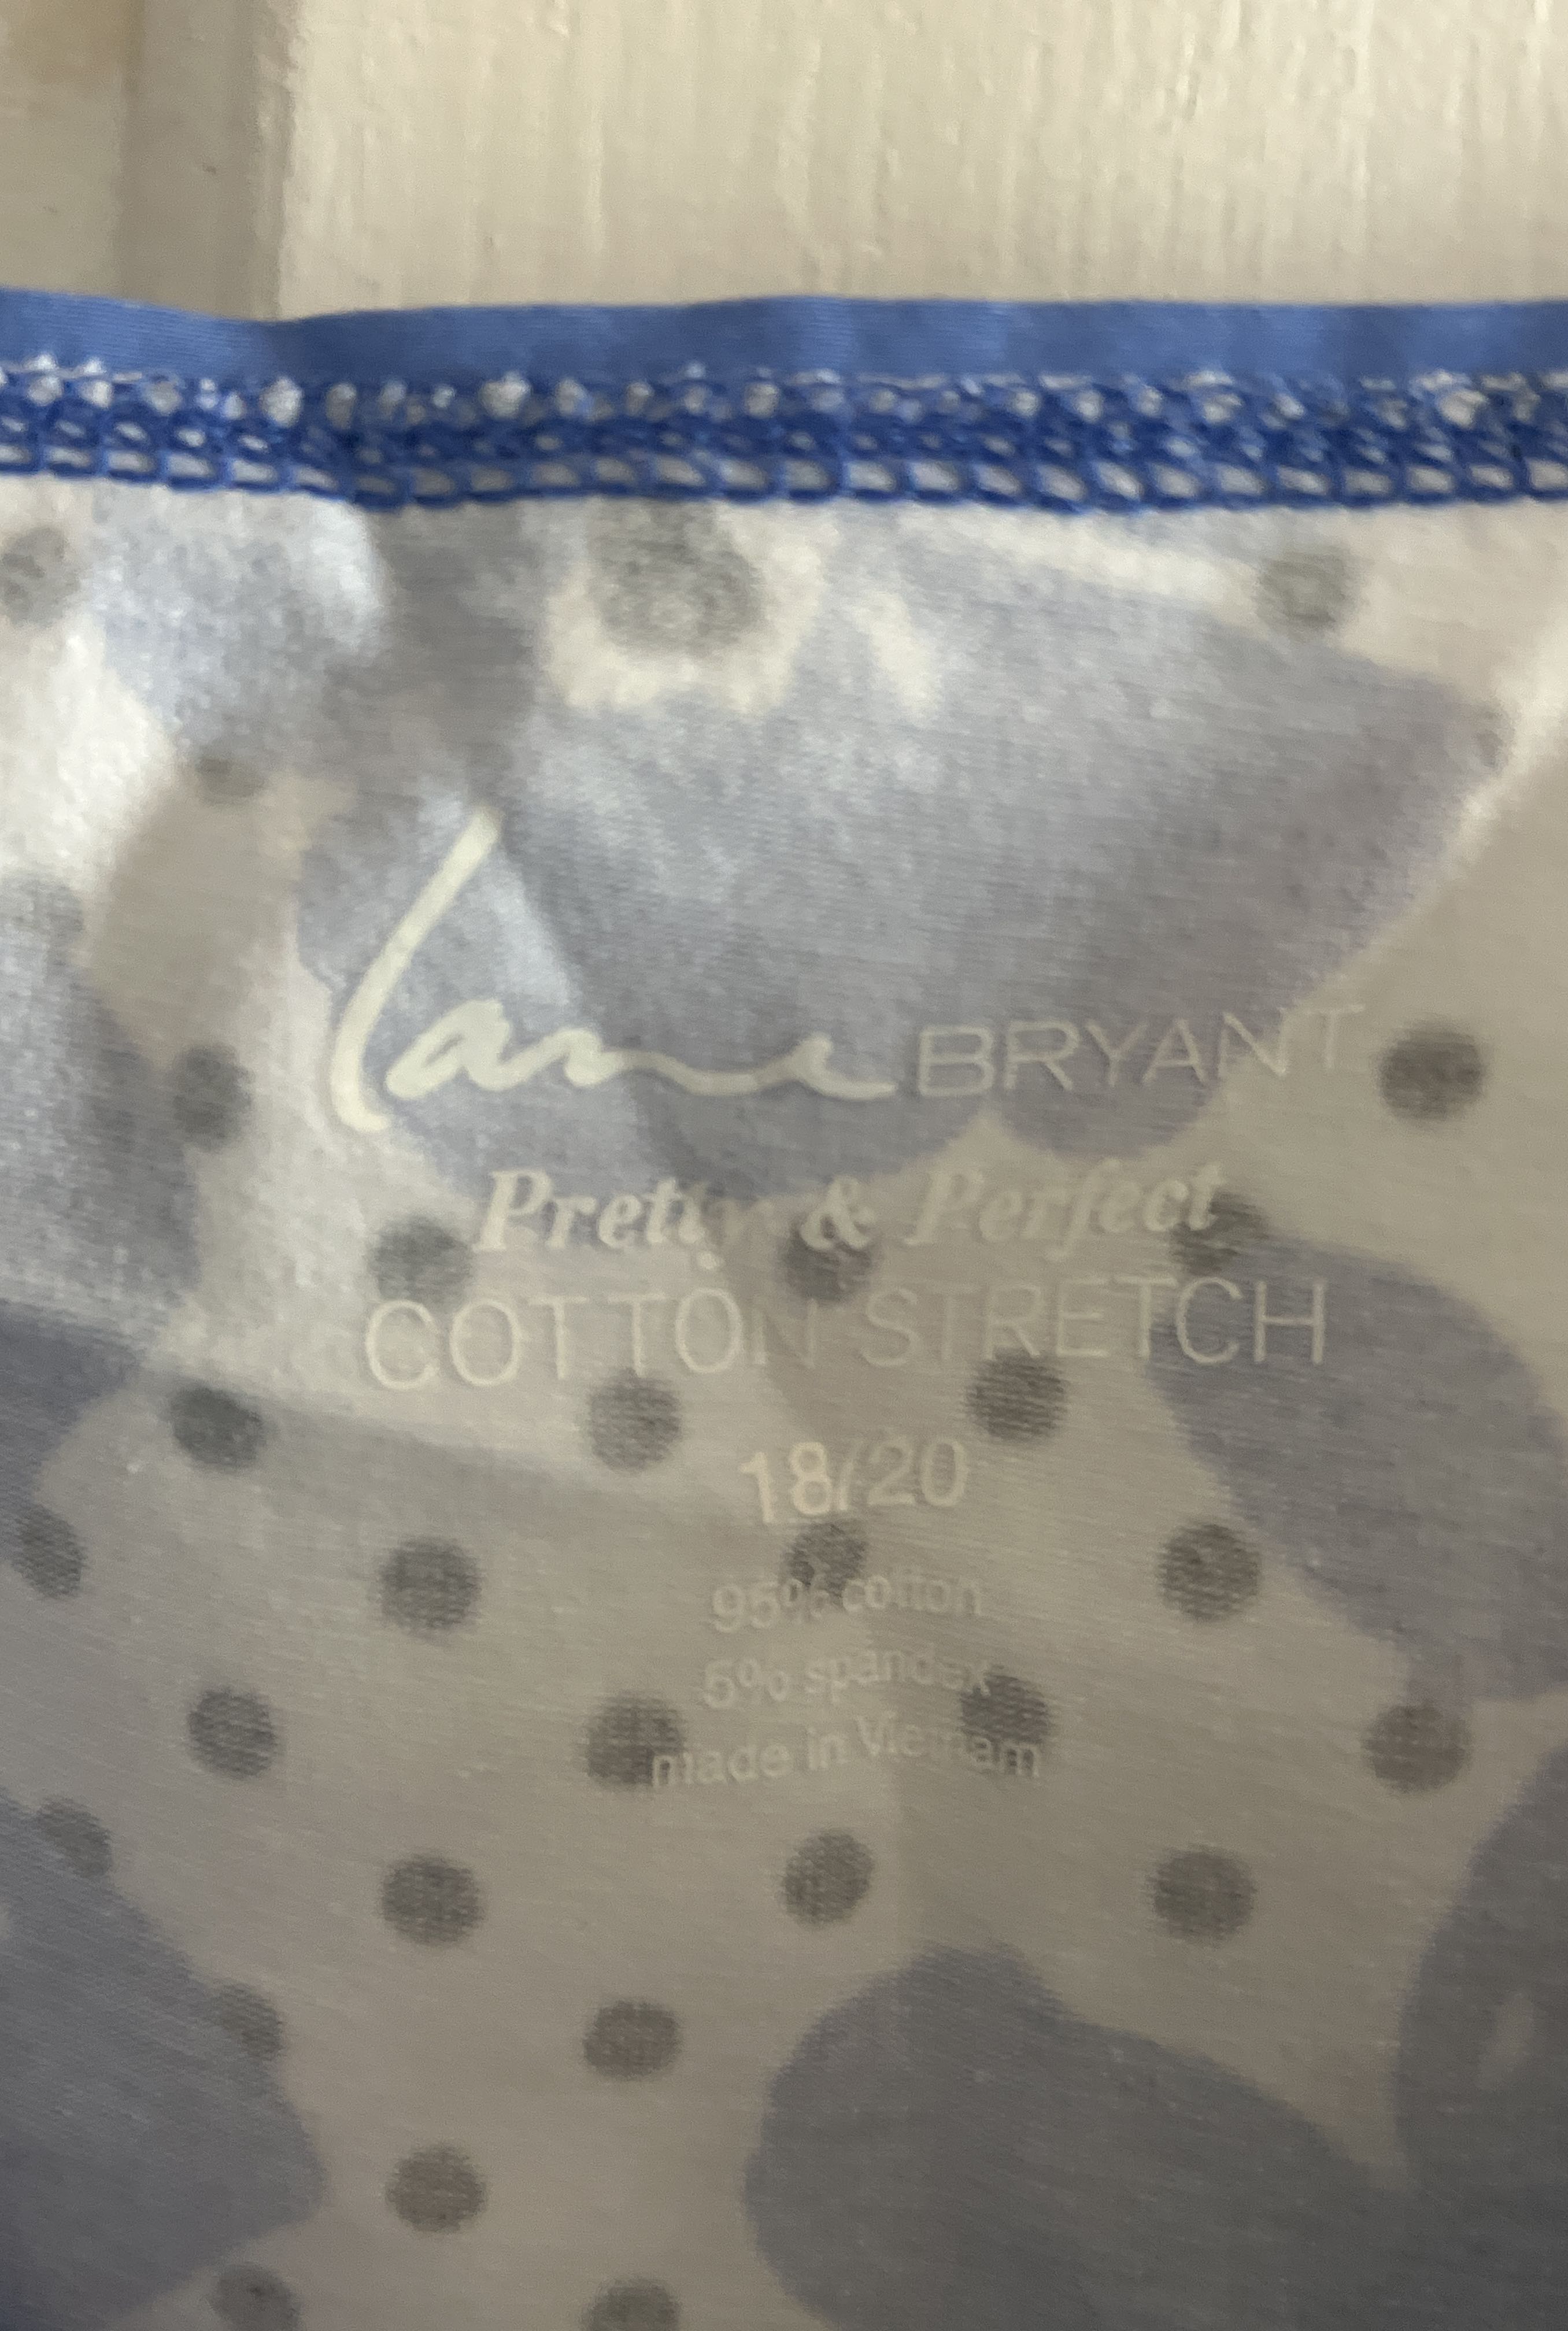 Lane BRYANT
Pretty & Perfect
COTTON STRETCH
18/20
95% cotton
5% spandex
made in Vietnam